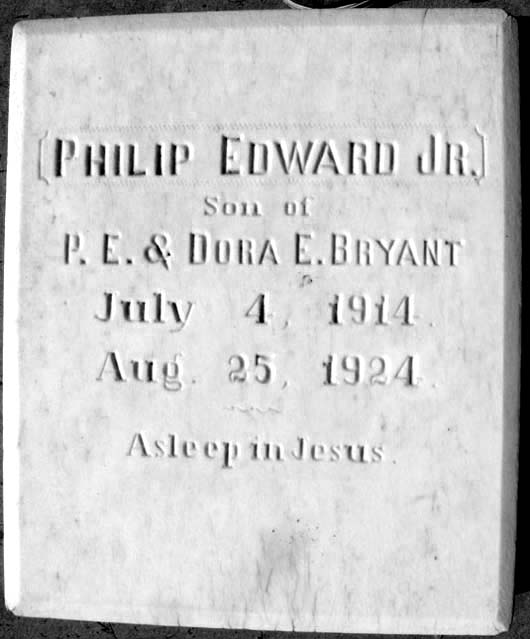 PHILIP EDWARD JR.
Son of
P. E. & DORA E. BRYANT
July 4, 1914.
Aug. 25, 1924.
Asleep in Jesus.